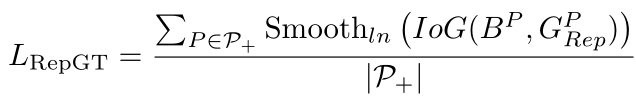 L_{\text{RepGT}} = \frac{\sum_{P \in \mathcal{P}_+} \text{Smooth}_{ln} \left( IoG(B^P, G^P_{Rep}) \right)}{|\mathcal{P}_+|}